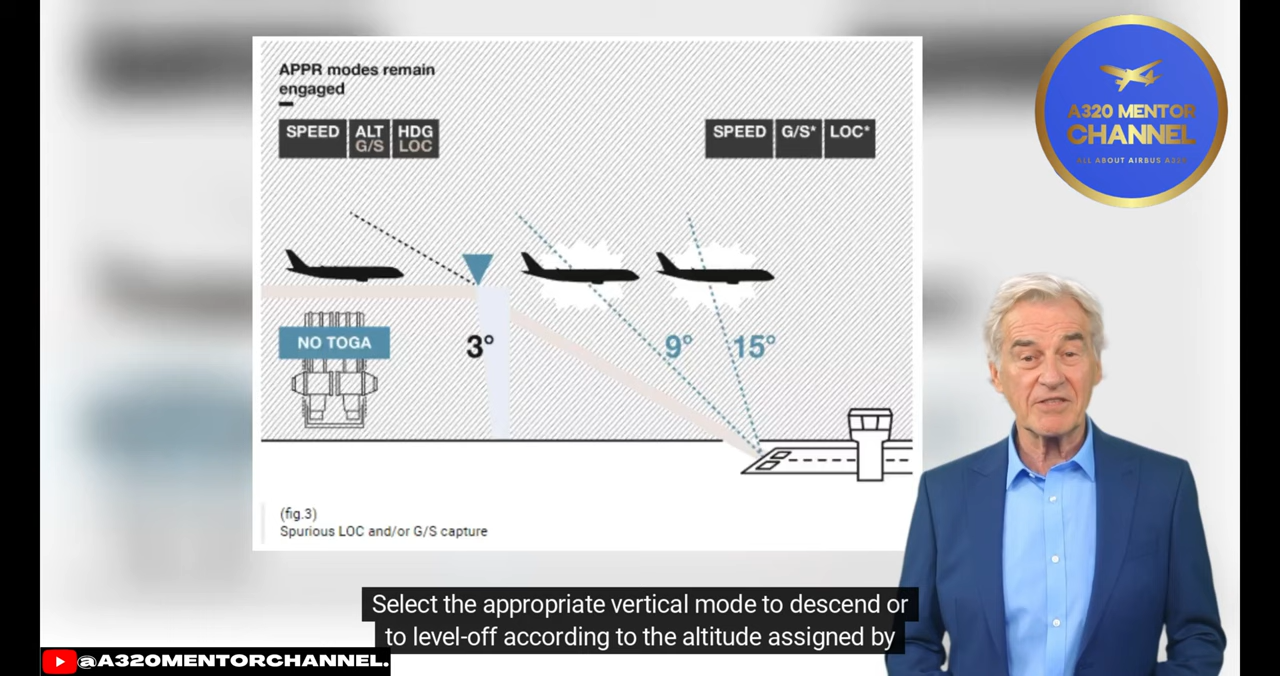 APPR modes remain
engaged
SPEED ALT HDG
G/S LOC
SPEED G/S* LOC*
A320 MENTOR
CHANNEL
ALL ABOUT AIRBUS A320
NO TOGA
3° 9° 15°
(fig.3)
Spurious LOC and/or G/S capture
Select the appropriate vertical mode to descend or
to level-off according to the altitude assigned by
@A320MENTORCHANNEL.